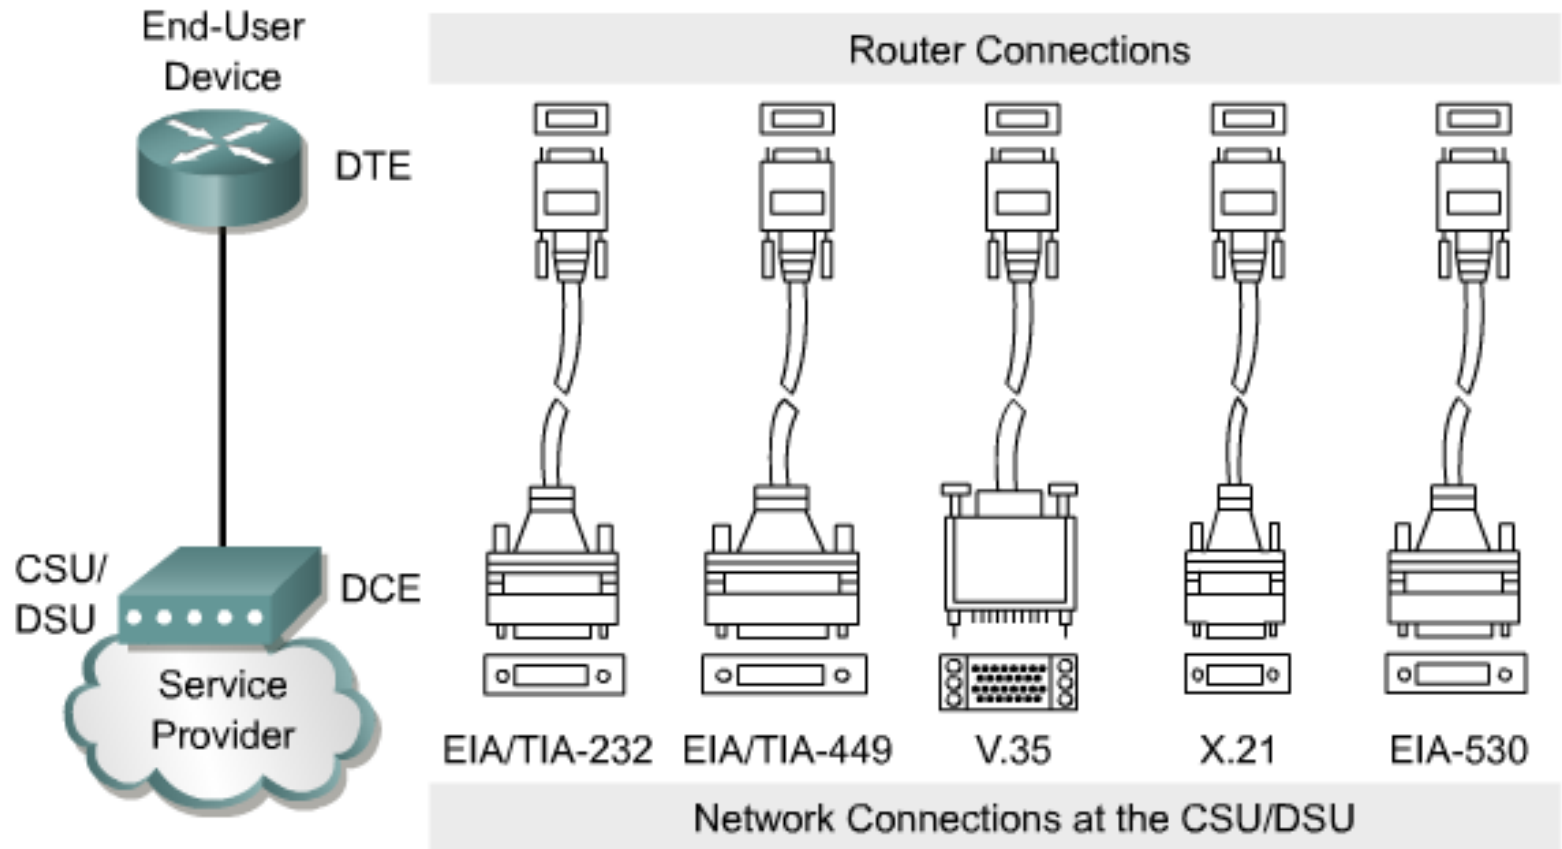 End-User
Device
DTE
CSU/
DSU
DCE
Service
Provider
Router Connections
EIA/TIA-232 EIA/TIA-449 V.35 X.21 EIA-530
Network Connections at the CSU/DSU